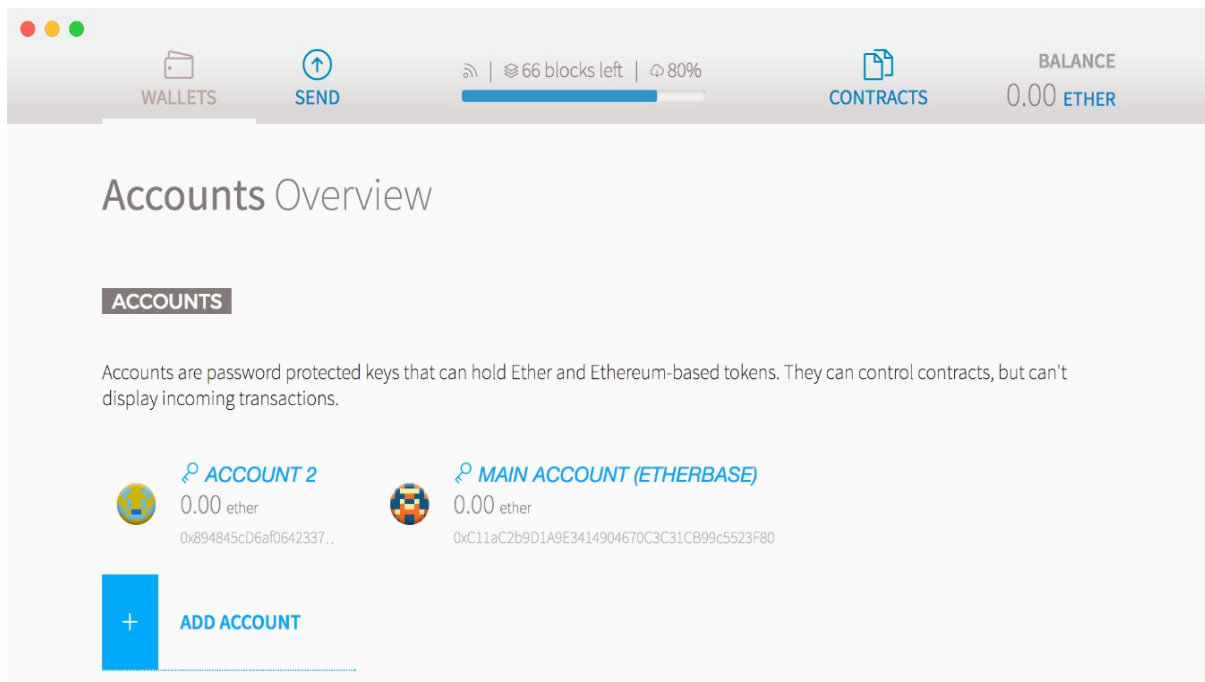 WALLETS
SEND
66 blocks left | 80%
CONTRACTS
BALANCE
0.00 ETHER
Accounts Overview
ACCOUNTS
Accounts are password protected keys that can hold Ether and Ethereum-based tokens. They can control contracts, but can't
display incoming transactions.
ACCOUNT 2
0.00 ether
0x894845cD6af0642337..
MAIN ACCOUNT (ETHERBASE)
0.00 ether
0xC11aC2b9D1A9E3414904670C3C31CB99c5523F80
+ ADD ACCOUNT